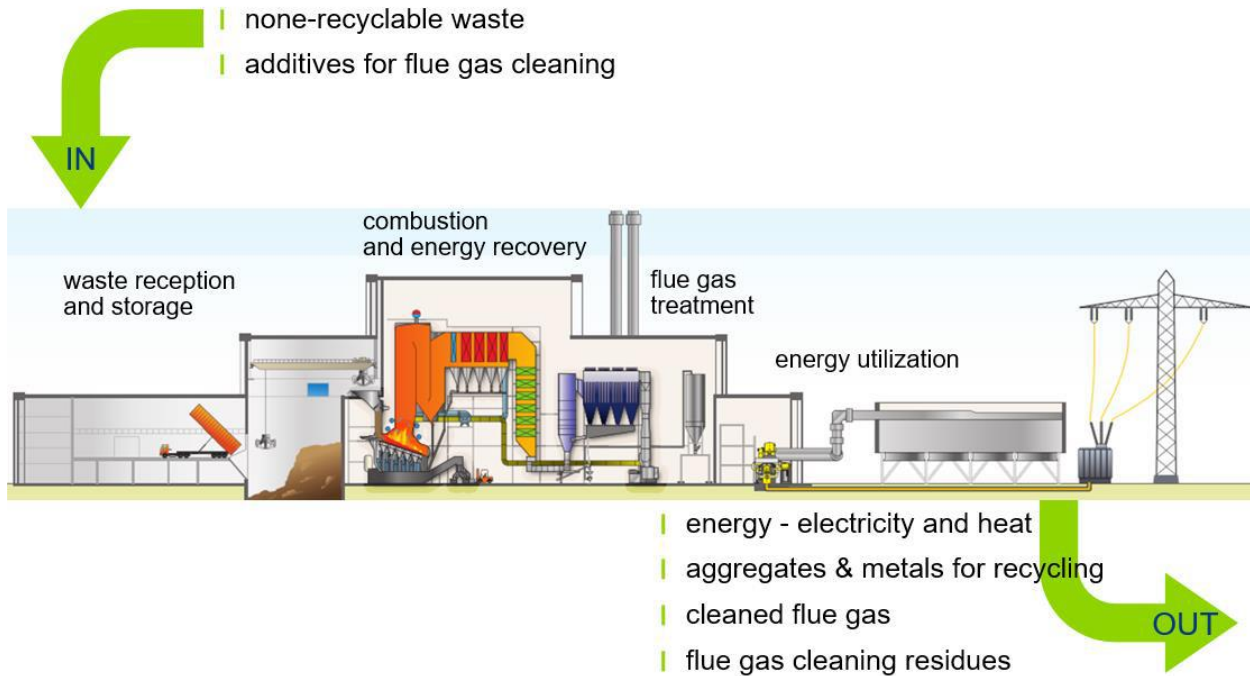 none-recyclable waste
additives for flue gas cleaning
IN
combustion
and energy recovery
waste reception
and storage
flue gas
treatment
energy utilization
energy - electricity and heat
aggregates & metals for recycling
cleaned flue gas
OUT
flue gas cleaning residues